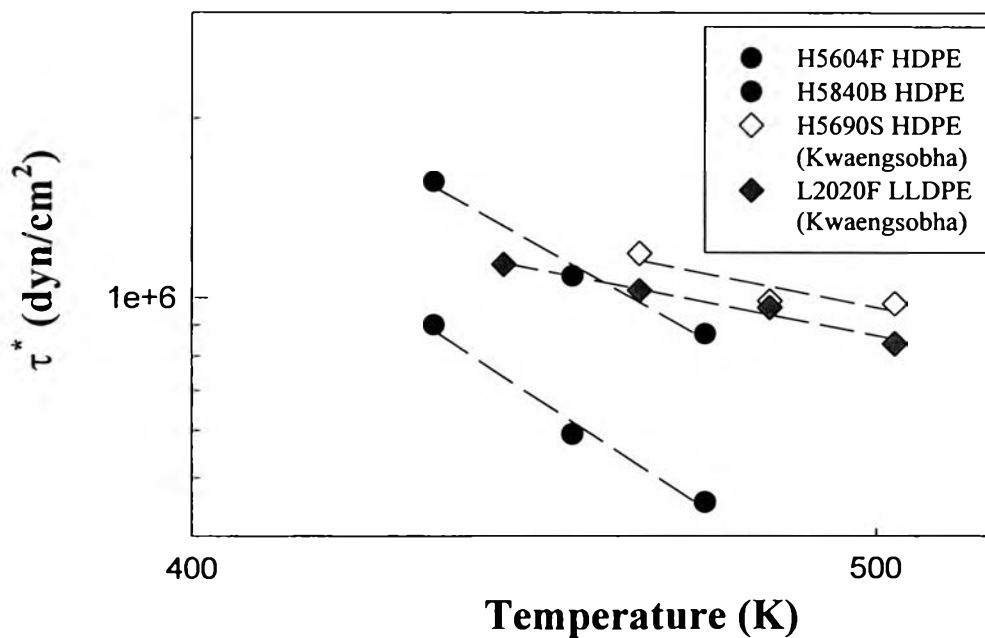 H5604F HDPE
H5840B HDPE
H5690S HDPE
(Kwaengsobha)
L2020F LLDPE
(Kwaengsobha)
τ* (dyn/cm²)
1e+6
400
500
Temperature (K)